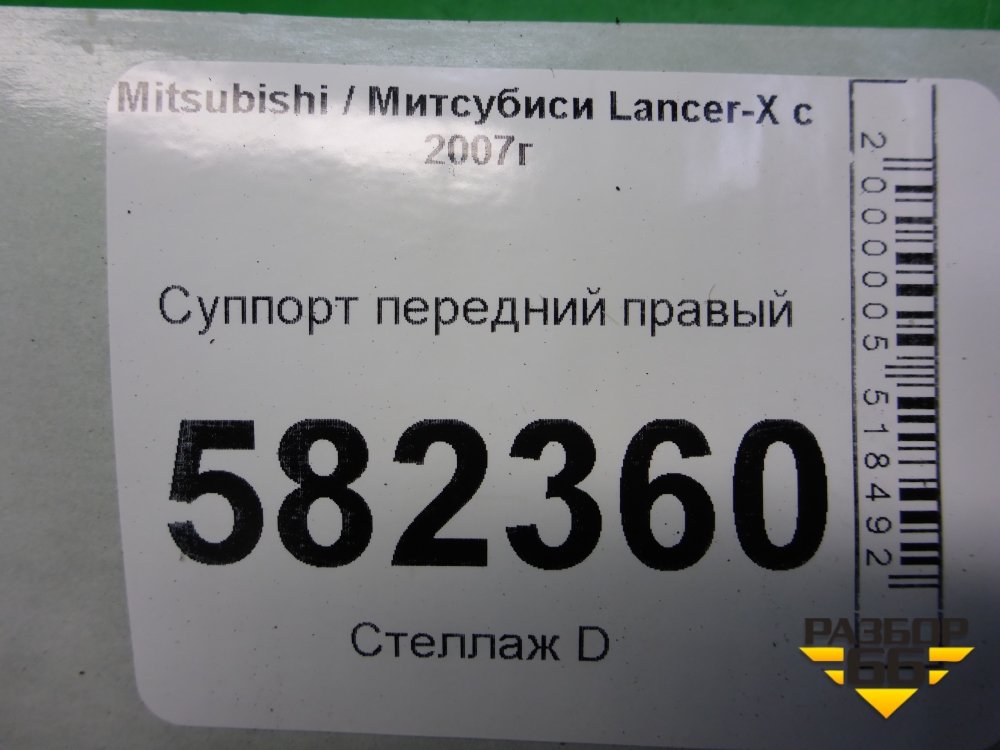 Mitsubishi / Митсубиси Lancer-X с
2007г
Суппорт передний правый
582360
Стеллаж D
2000005518492
РАЗБОР
66